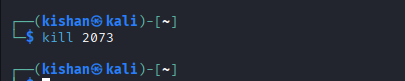 ┌──(kishan㉿kali)-[~]
└─$ kill 2073
┌──(kishan㉿kali)-[~]